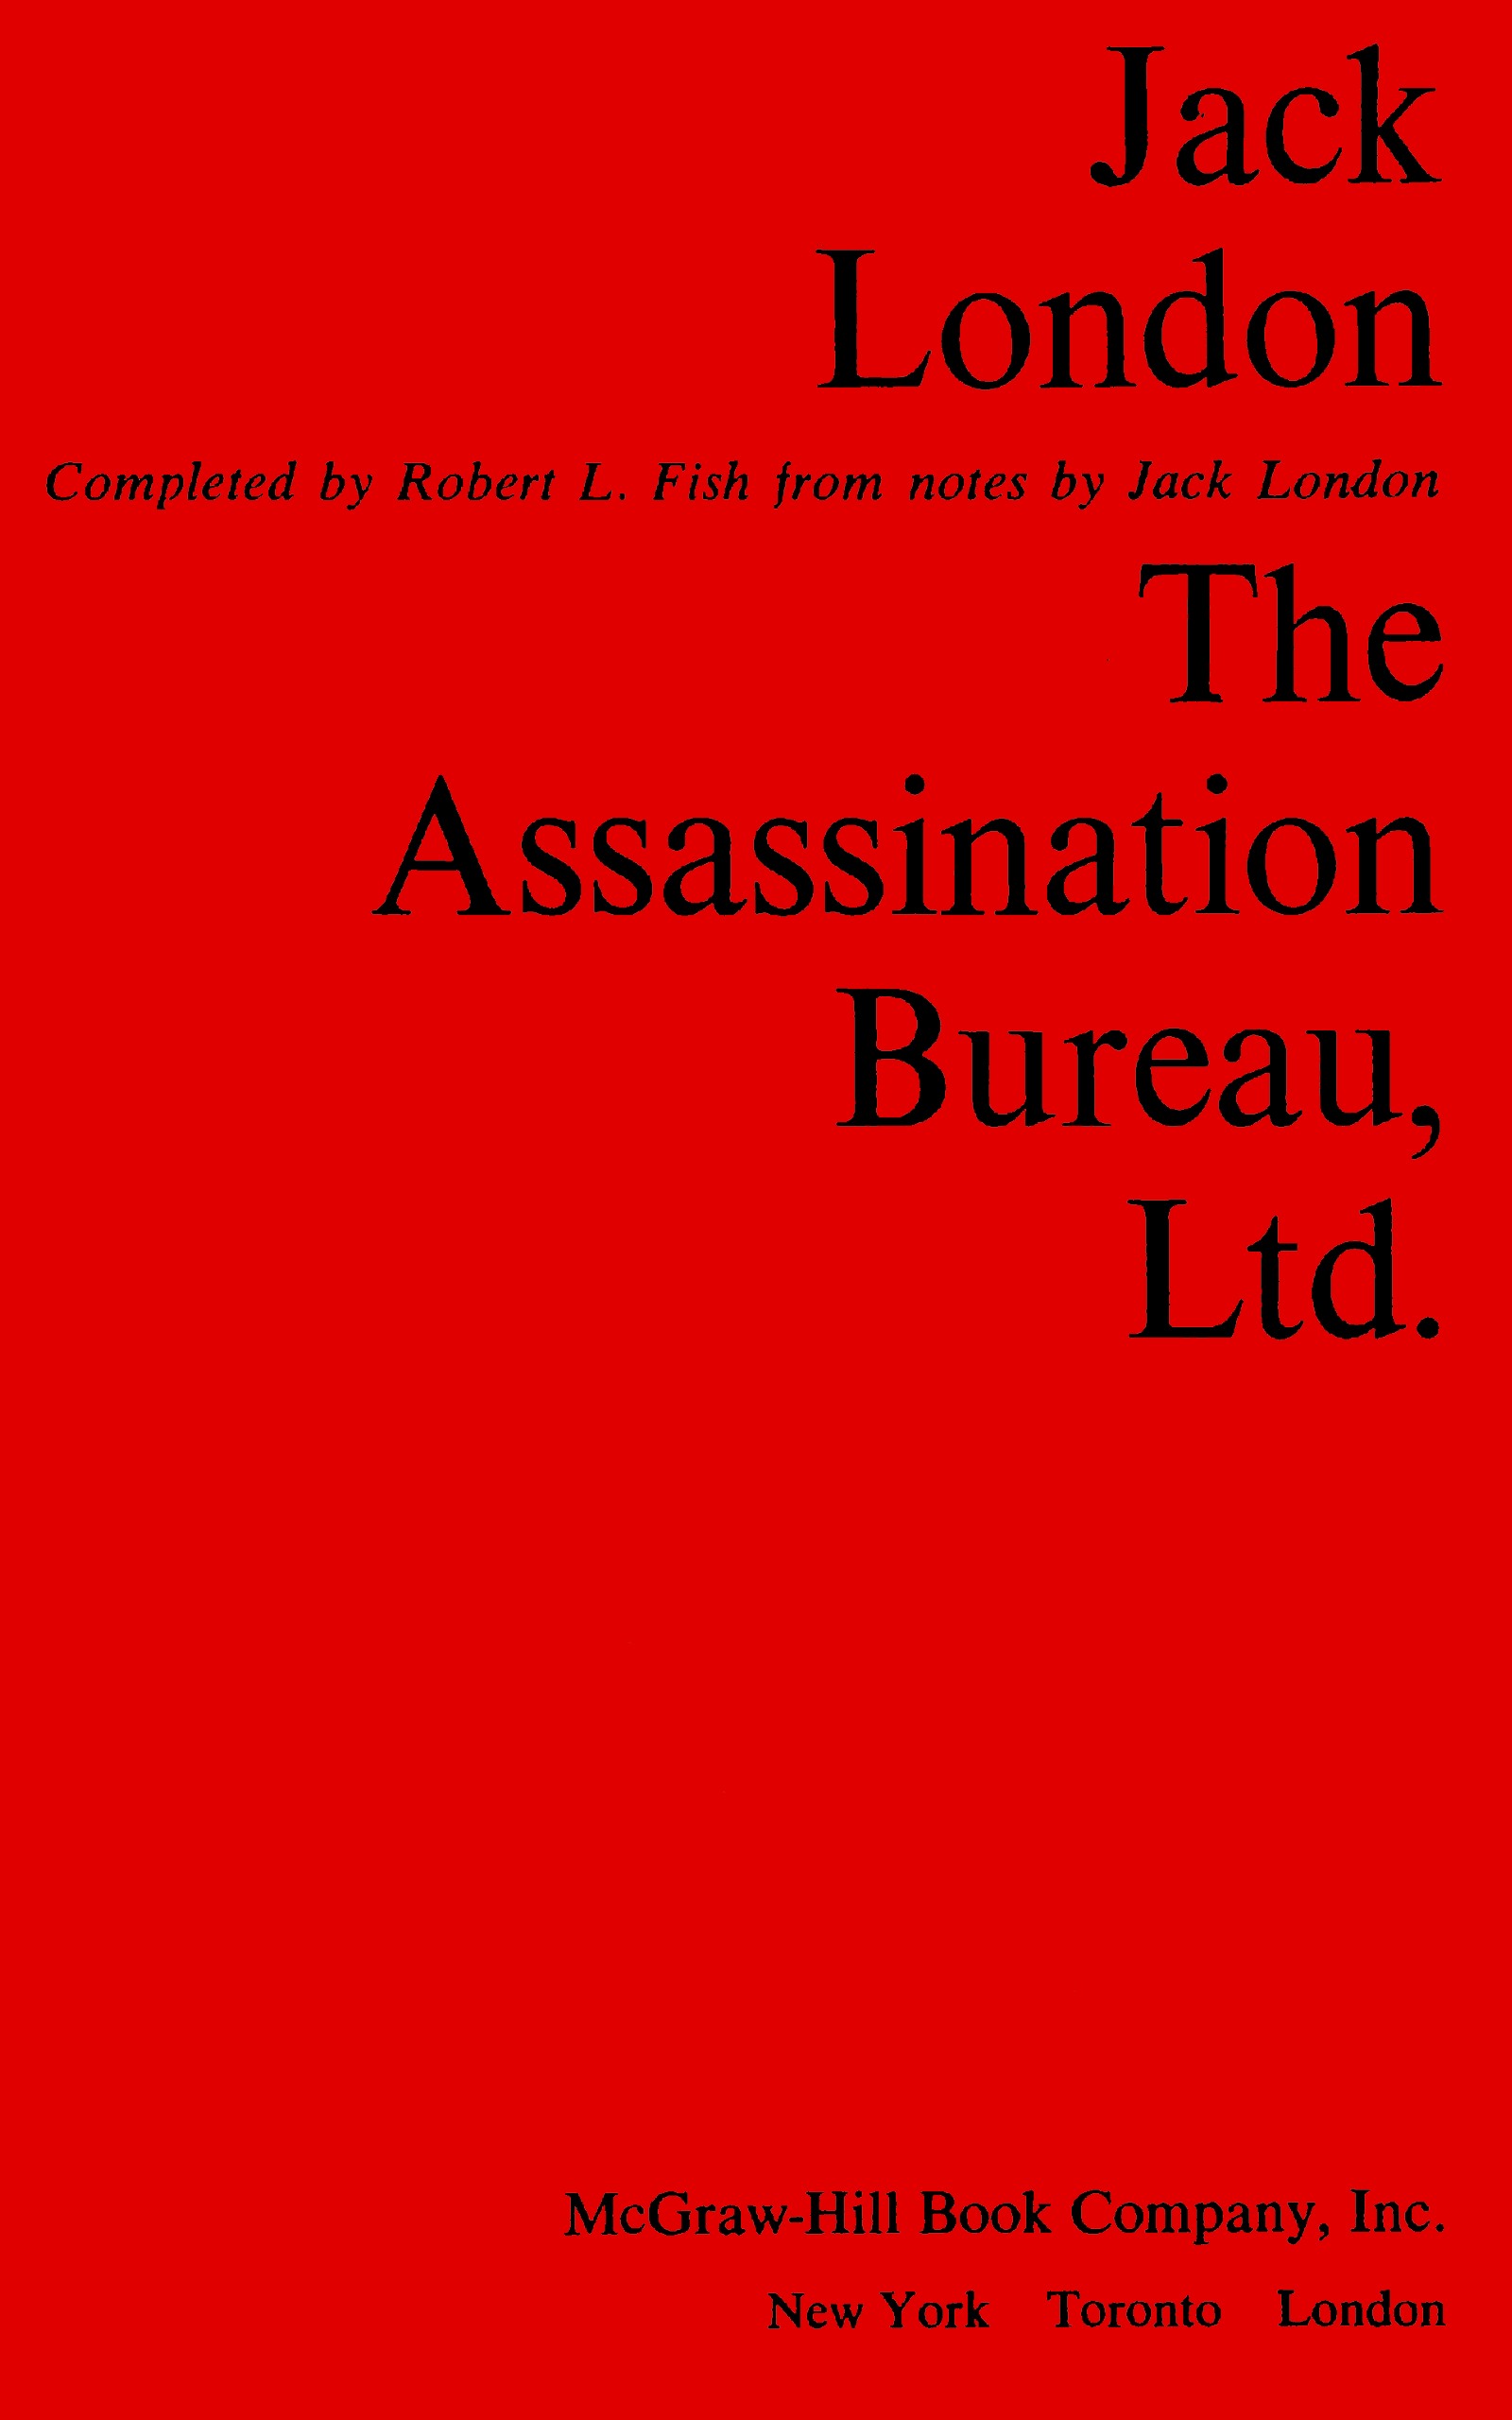 Jack
London
Completed by Robert L. Fish from notes by Jack London
The
Assassination
Bureau,
Ltd.
McGraw-Hill Book Company, Inc.
New York Toronto London